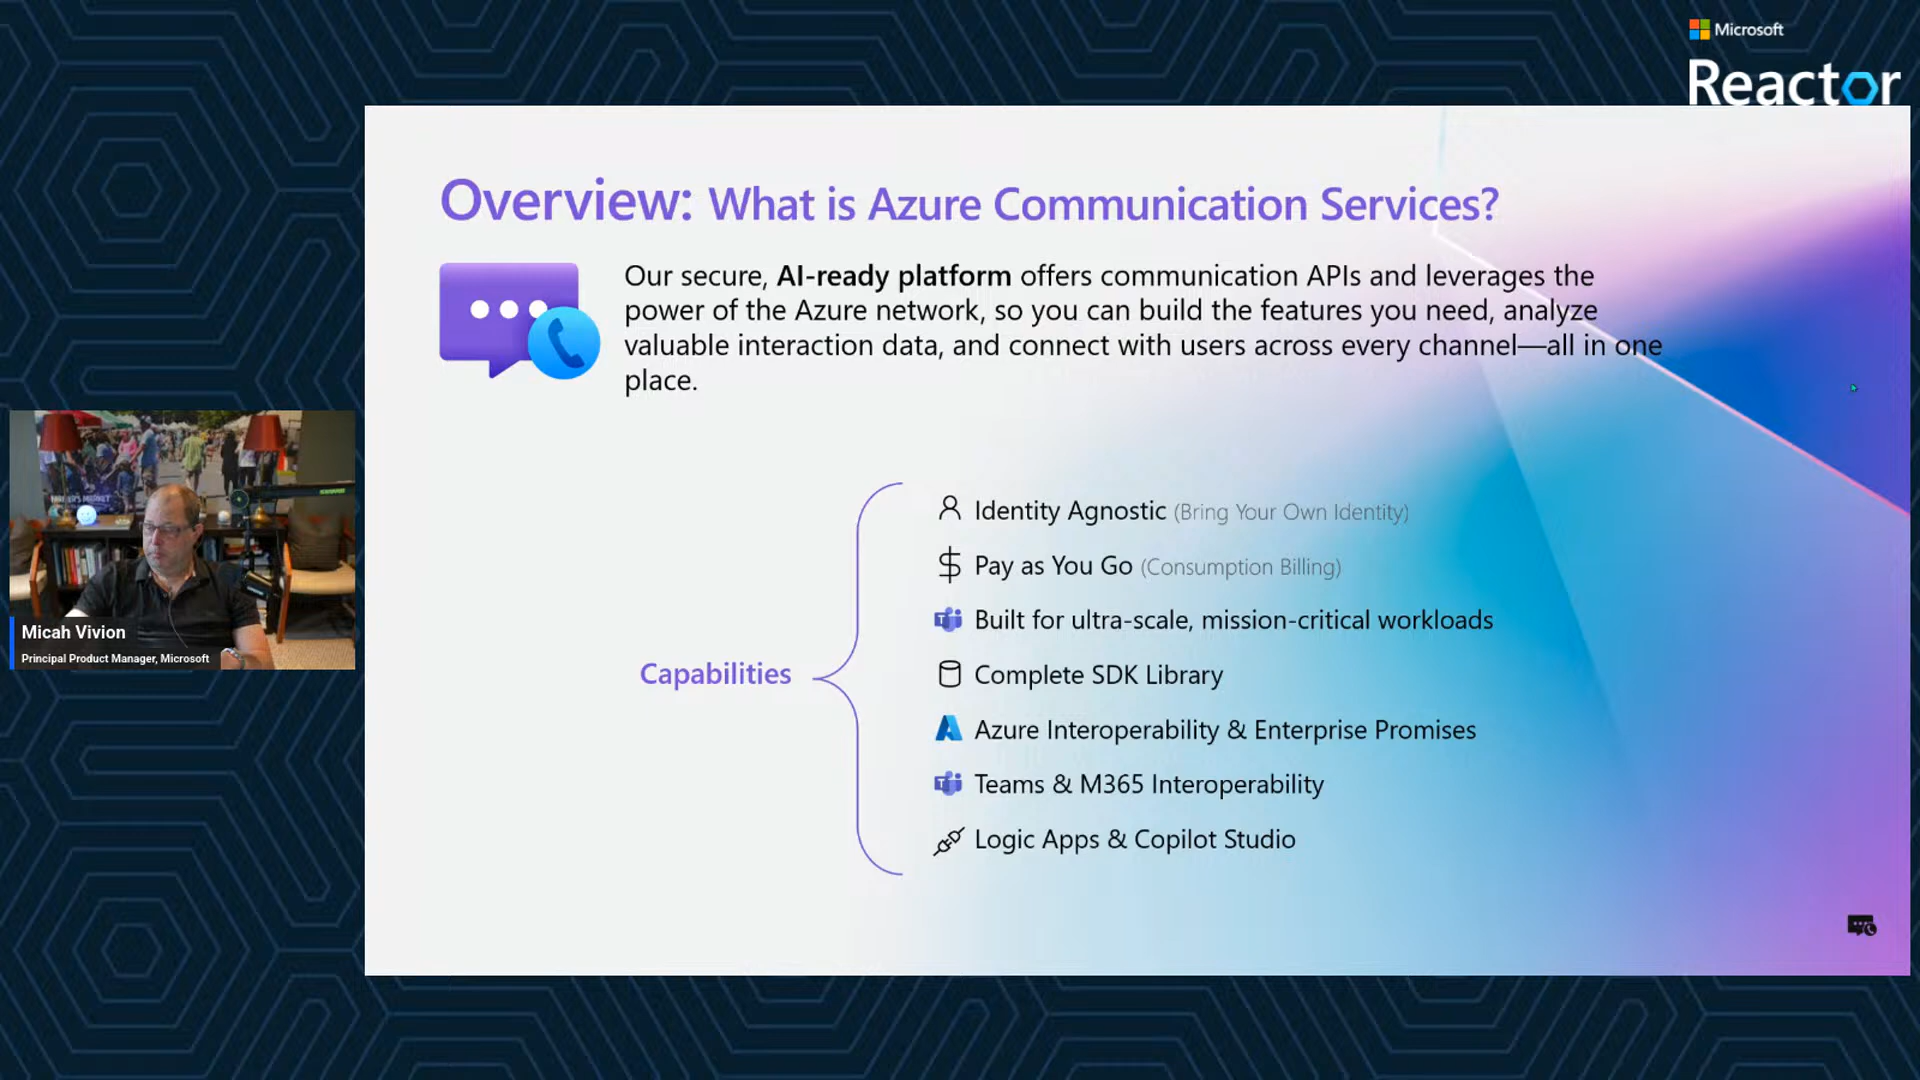 Microsoft
Reactor
Overview: What is Azure Communication Services?
Our secure, AI-ready platform offers communication APIs and leverages the
power of the Azure network, so you can build the features you need, analyze
valuable interaction data, and connect with users across every channel—all in one
place.
Capabilities
Identity Agnostic (Bring Your Own Identity)
Pay as You Go (Consumption Billing)
Built for ultra-scale, mission-critical workloads
Complete SDK Library
Azure Interoperability & Enterprise Promises
Teams & M365 Interoperability
Logic Apps & Copilot Studio
Micah Vivion
Principal Product Manager, Microsoft